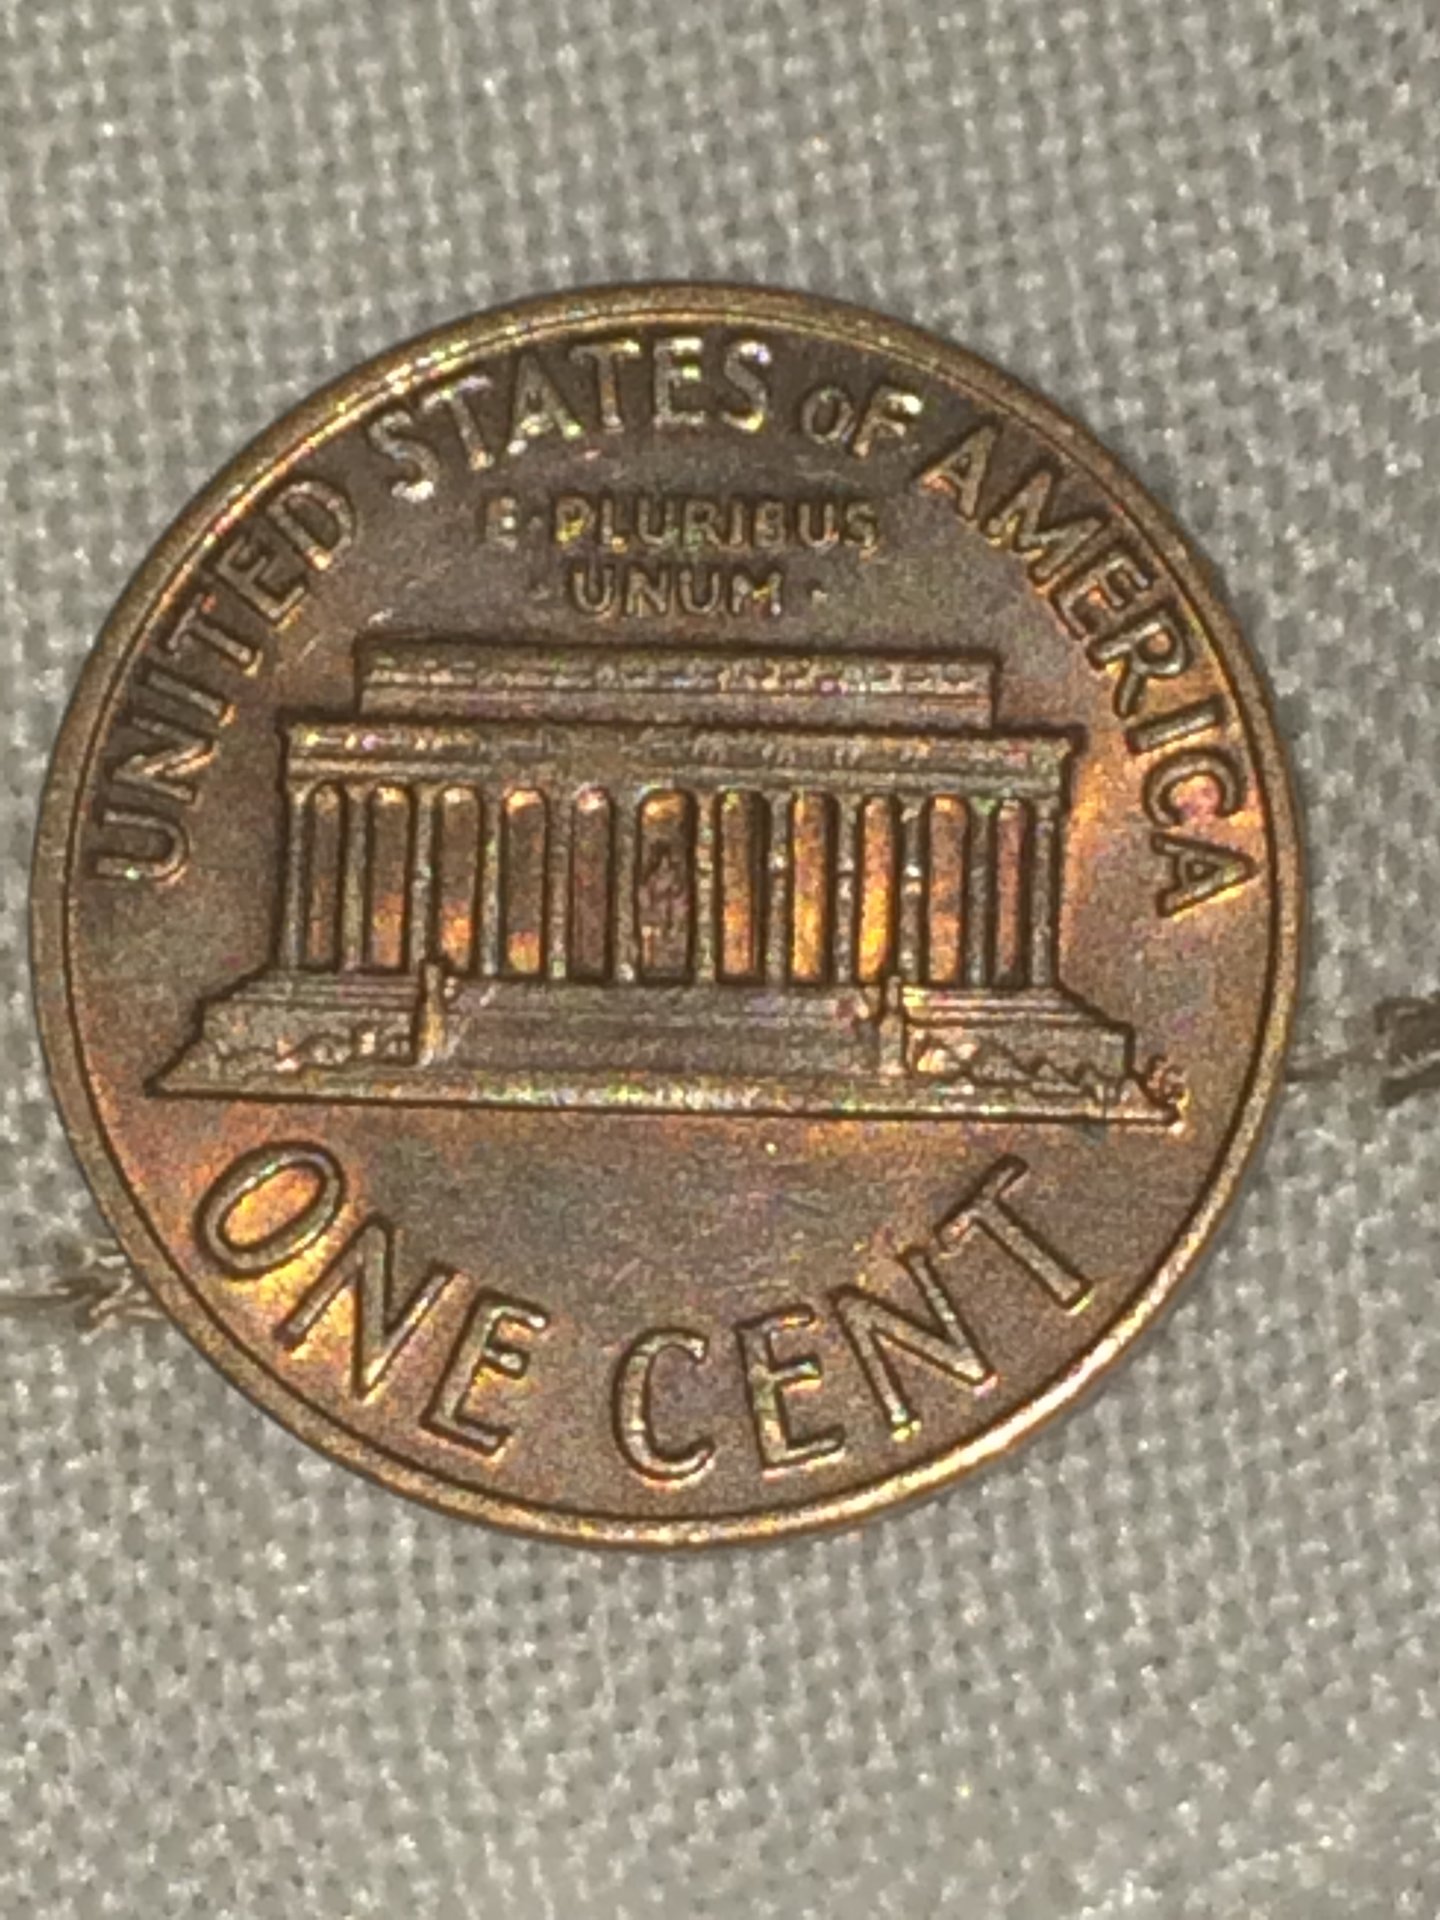 UNITED STATES OF AMERICA
E · PLURIBUS
· UNUM ·
ONE CENT